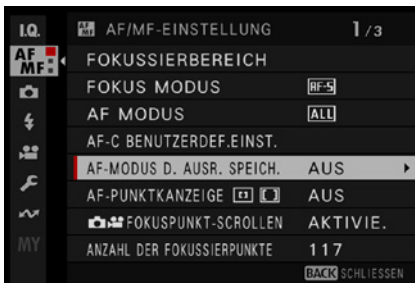 I.Q.
AF/MF-EINSTELLUNG 1/3
AF MF
FOKUSSIERBEREICH
FOKUS MODUS AF-S
AF MODUS ALL
AF-C BENUTZERDEF.EINST.
AF-MODUS D. AUSR. SPEICH. AUS
AF-PUNKTANZEIGE AUS
FOKUSPUNKT-SCROLLEN AKTIVIE.
MY
ANZAHL DER FOKUSSIERPUNKTE 117
BACK SCHLIESSEN